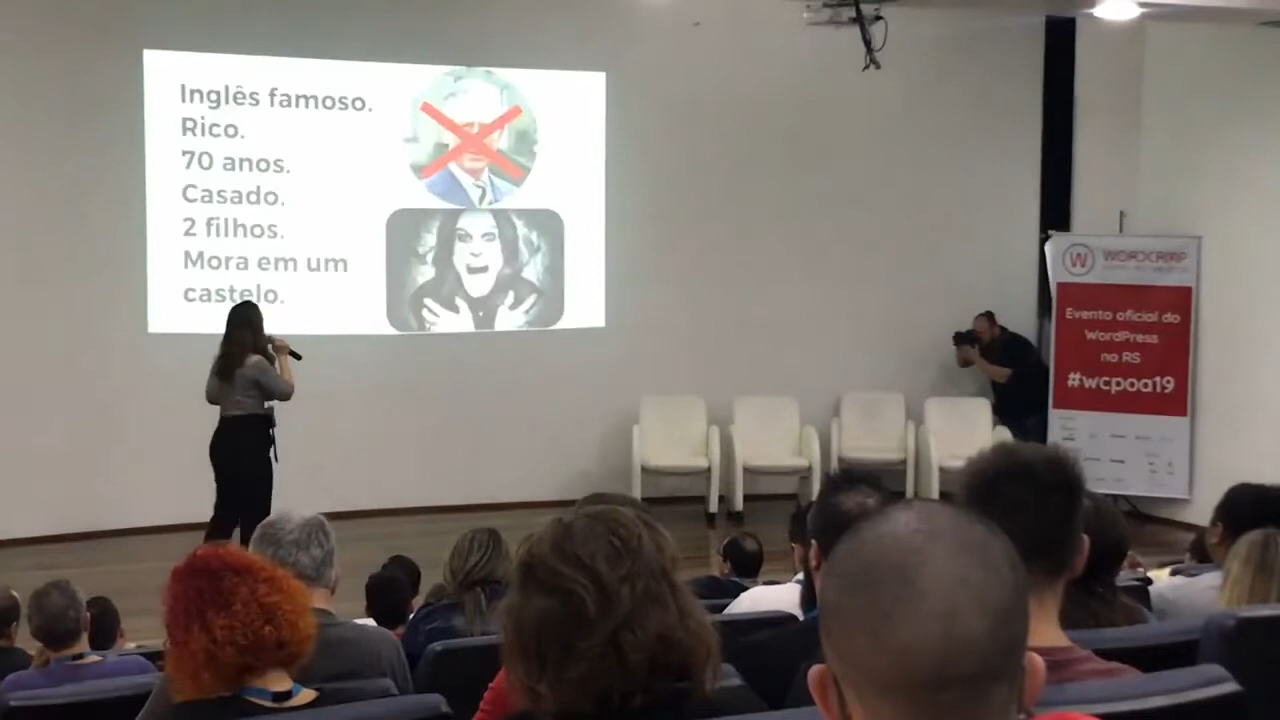 Inglês famoso.
Rico.
70 anos.
Casado.
2 filhos.
Mora em um
castelo.
W WORDCAMP
Evento oficial do
WordPress
no RS
#wcpoa19